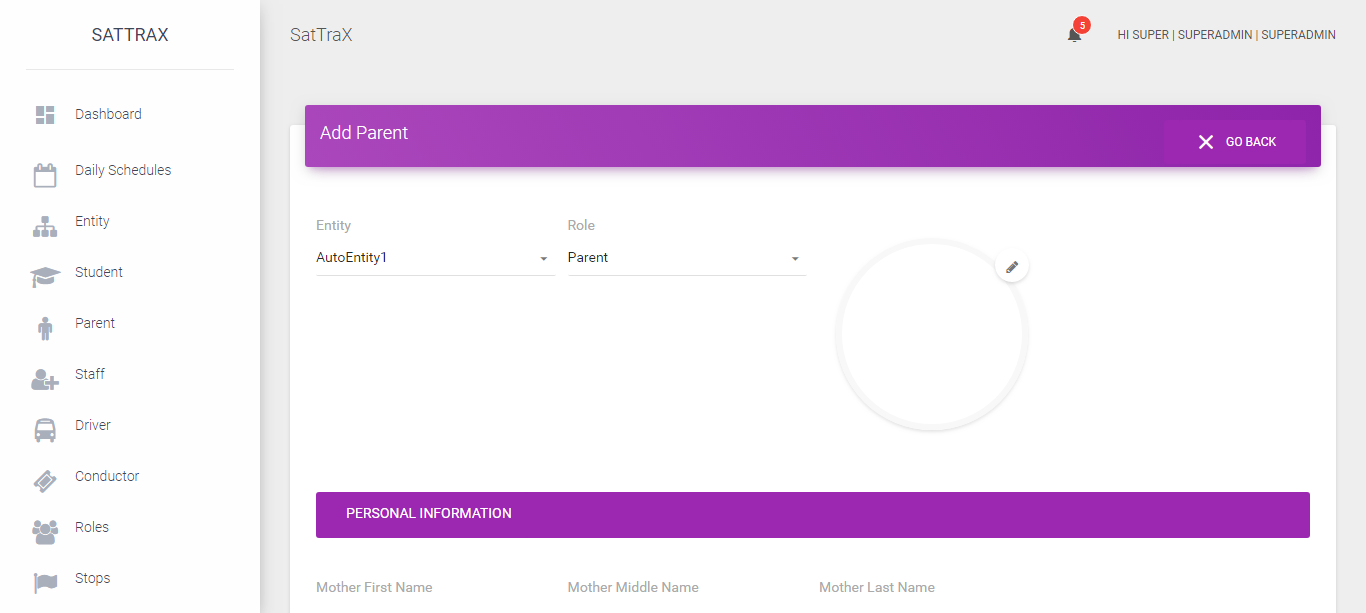 SATTRAX
Dashboard
Daily Schedules
Entity
Student
Parent
Staff
Driver
Conductor
Roles
Stops
SatTraX
5
HI SUPER | SUPERADMIN | SUPERADMIN
Add Parent
GO BACK
Entity Role
AutoEntity1 Parent
PERSONAL INFORMATION
Mother First Name Mother Middle Name Mother Last Name